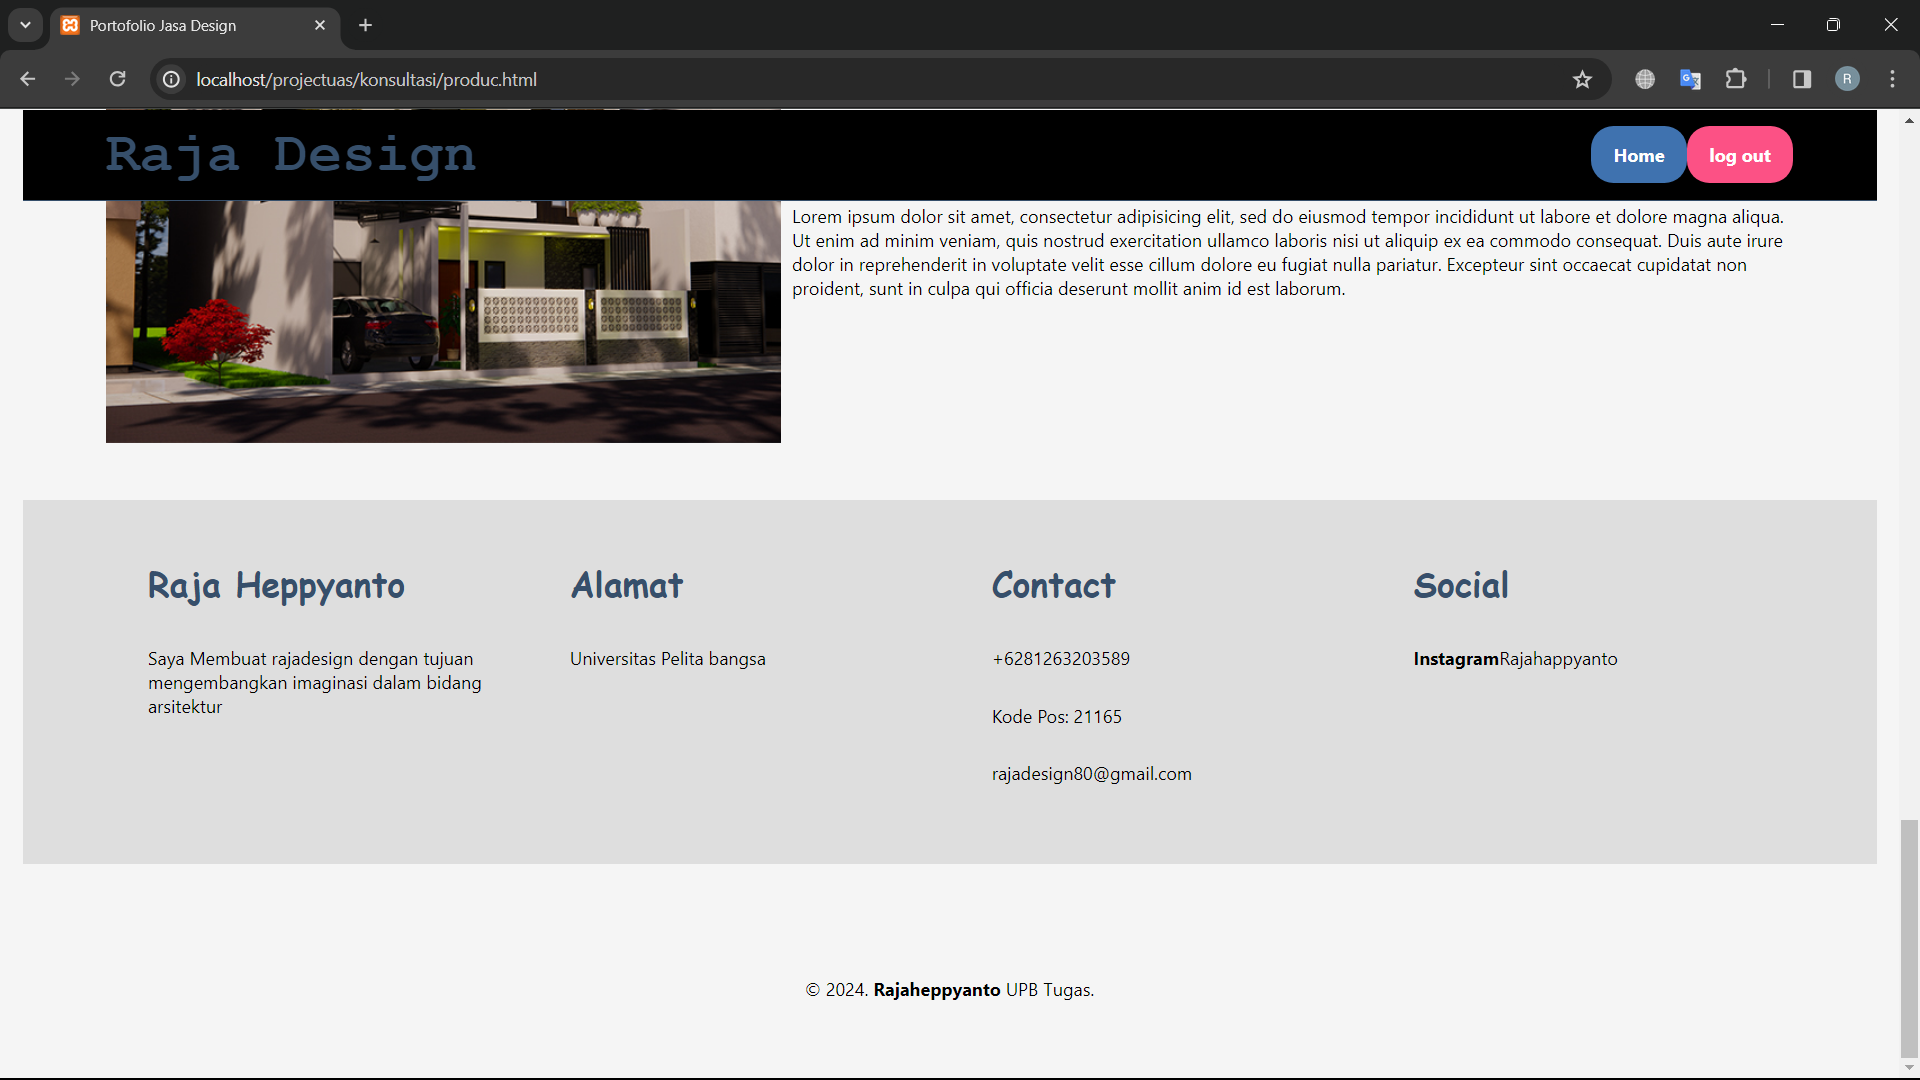 Portofolio Jasa Design
localhost/projectuas/konsultasi/produc.html
R
Raja Design
Home
log out
Lorem ipsum dolor sit amet, consectetur adipisicing elit, sed do eiusmod tempor incididunt ut labore et dolore magna aliqua.
Ut enim ad minim veniam, quis nostrud exercitation ullamco laboris nisi ut aliquip ex ea commodo consequat. Duis aute irure
dolor in reprehenderit in voluptate velit esse cillum dolore eu fugiat nulla pariatur. Excepteur sint occaecat cupidatat non
proident, sunt in culpa qui officia deserunt mollit anim id est laborum.
Raja Heppyanto
Saya Membuat rajadesign dengan tujuan
mengembangkan imaginasi dalam bidang
arsitektur
Alamat
Universitas Pelita bangsa
Contact
+6281263203589
Kode Pos: 21165
rajadesign80@gmail.com
Social
InstagramRajahappyanto
© 2024. Rajaheppyanto UPB Tugas.